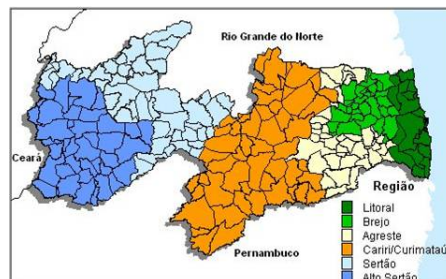 Rio Grande do Norte
Ceará
Pernambuco
Região
Litoral
Brejo
Agreste
Cariri/Curimataú
Sertão
Alto Sertão